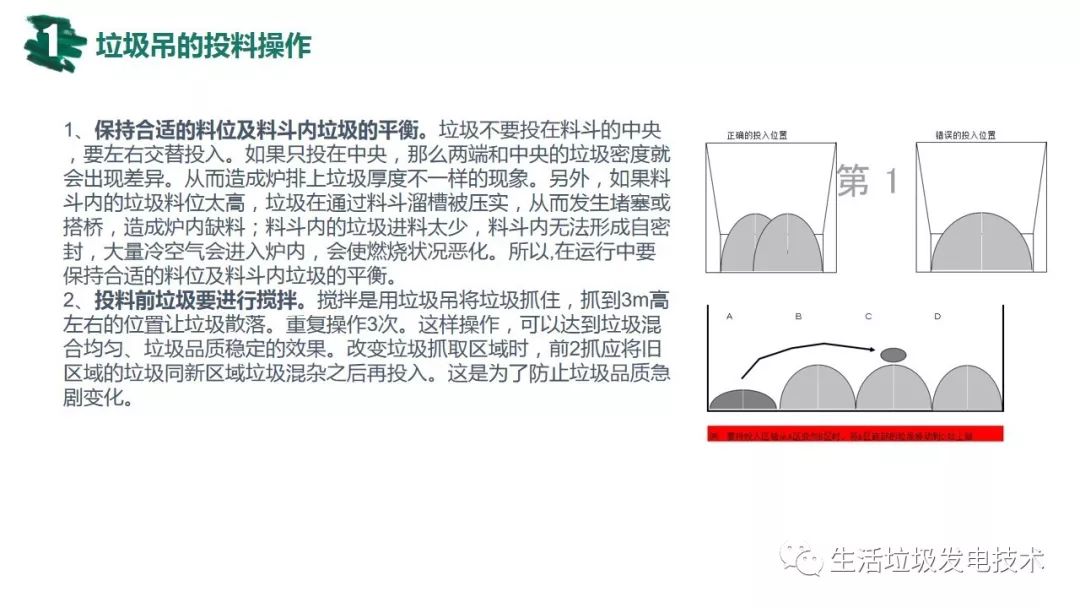 1
垃圾吊的投料操作
1、保持合适的料位及料斗内垃圾的平衡。垃圾不要投在料斗的中央
，要左右交替投入。如果只投在中央，那么两端和中央的垃圾密度就
会出现差异。从而造成炉排上垃圾厚度不一样的现象。另外，如果料
斗内的垃圾料位太高，垃圾在通过料斗溜槽被压实，从而发生堵塞或
搭桥，造成炉内缺料；料斗内的垃圾进料太少，料斗内无法形成自密
封，大量冷空气会进入炉内，会使燃烧状况恶化。所以,在运行中要
保持合适的料位及料斗内垃圾的平衡。
2、投料前垃圾要进行搅拌。搅拌是用垃圾吊将垃圾抓住，抓到3m高
左右的位置让垃圾散落。重复操作3次。这样操作，可以达到垃圾混
合均匀、垃圾品质稳定的效果。改变垃圾抓取区域时，前2抓应将旧
区域的垃圾同新区域垃圾混杂之后再投入。这是为了防止垃圾品质急
剧变化。
正确的投入位置
错误的投入位置
第 1
A B C D
生活垃圾发电技术